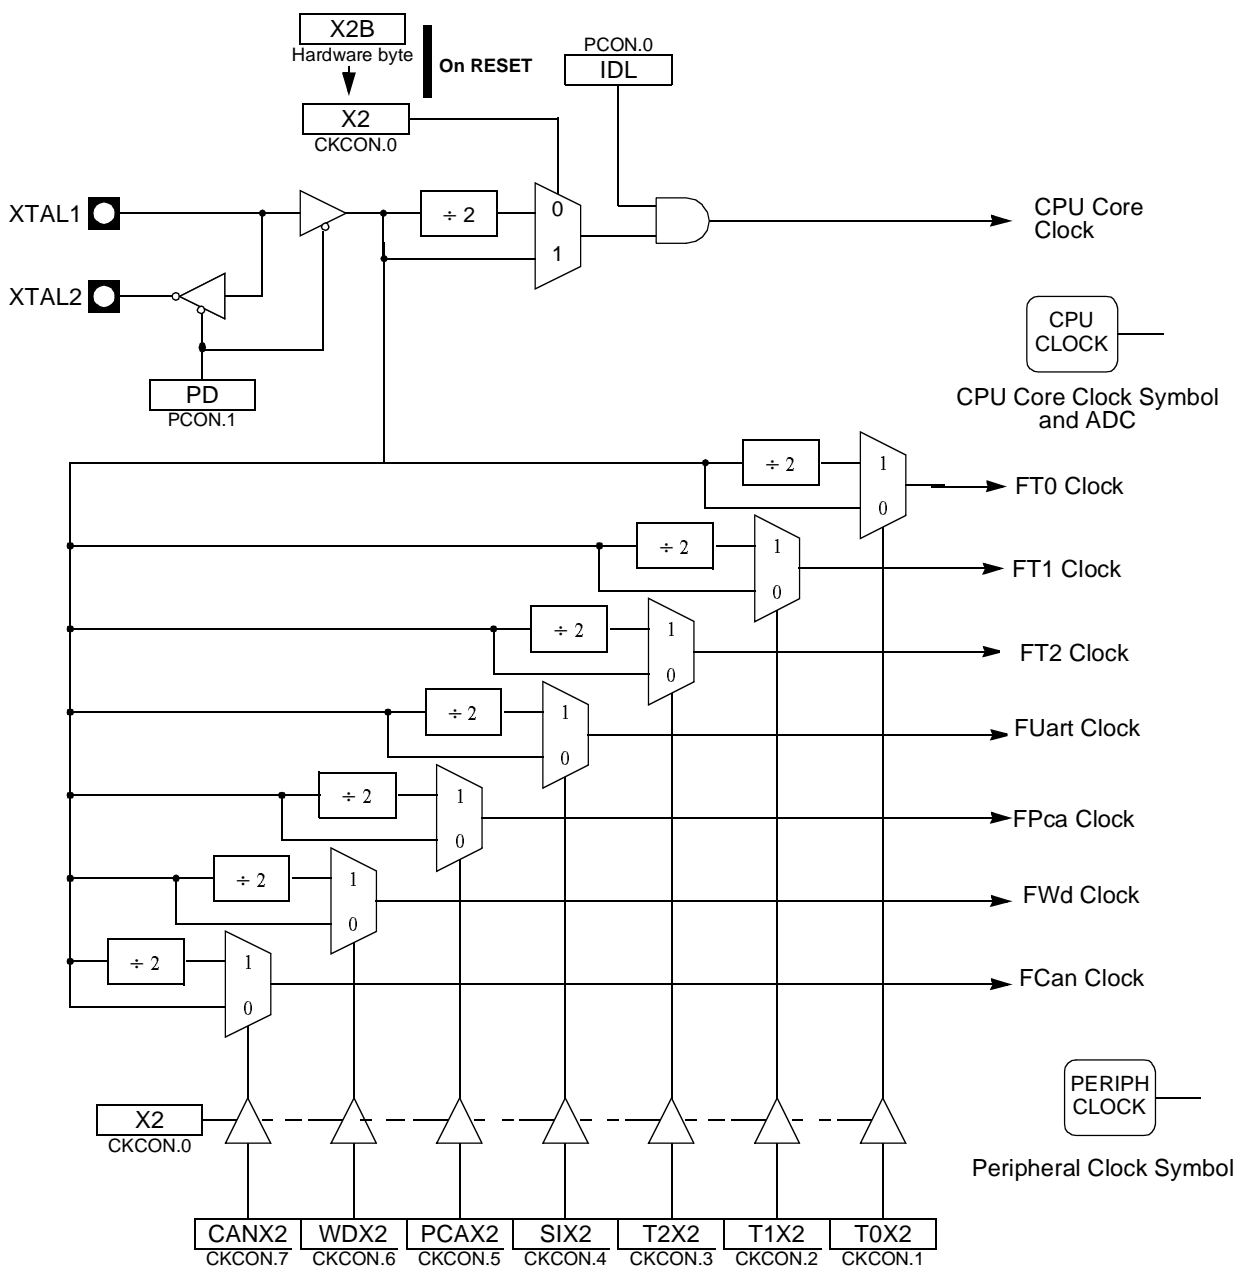 X2B
Hardware byte
On RESET
PCON.0
IDL
X2
CKCON.0
XTAL1
÷ 2
0
1
CPU Core
Clock
XTAL2
CPU
CLOCK
PD
PCON.1
CPU Core Clock Symbol
and ADC
÷ 2
1
0
FT0 Clock
÷ 2
1
0
FT1 Clock
÷ 2
1
0
FT2 Clock
÷ 2
1
0
FUart Clock
÷ 2
1
0
FPca Clock
÷ 2
1
0
FWd Clock
÷ 2
1
0
FCan Clock
X2
CKCON.0
PERIPH
CLOCK
Peripheral Clock Symbol
CANX2
CKCON.7
WDX2
CKCON.6
PCAX2
CKCON.5
SIX2
CKCON.4
T2X2
CKCON.3
T1X2
CKCON.2
T0X2
CKCON.1